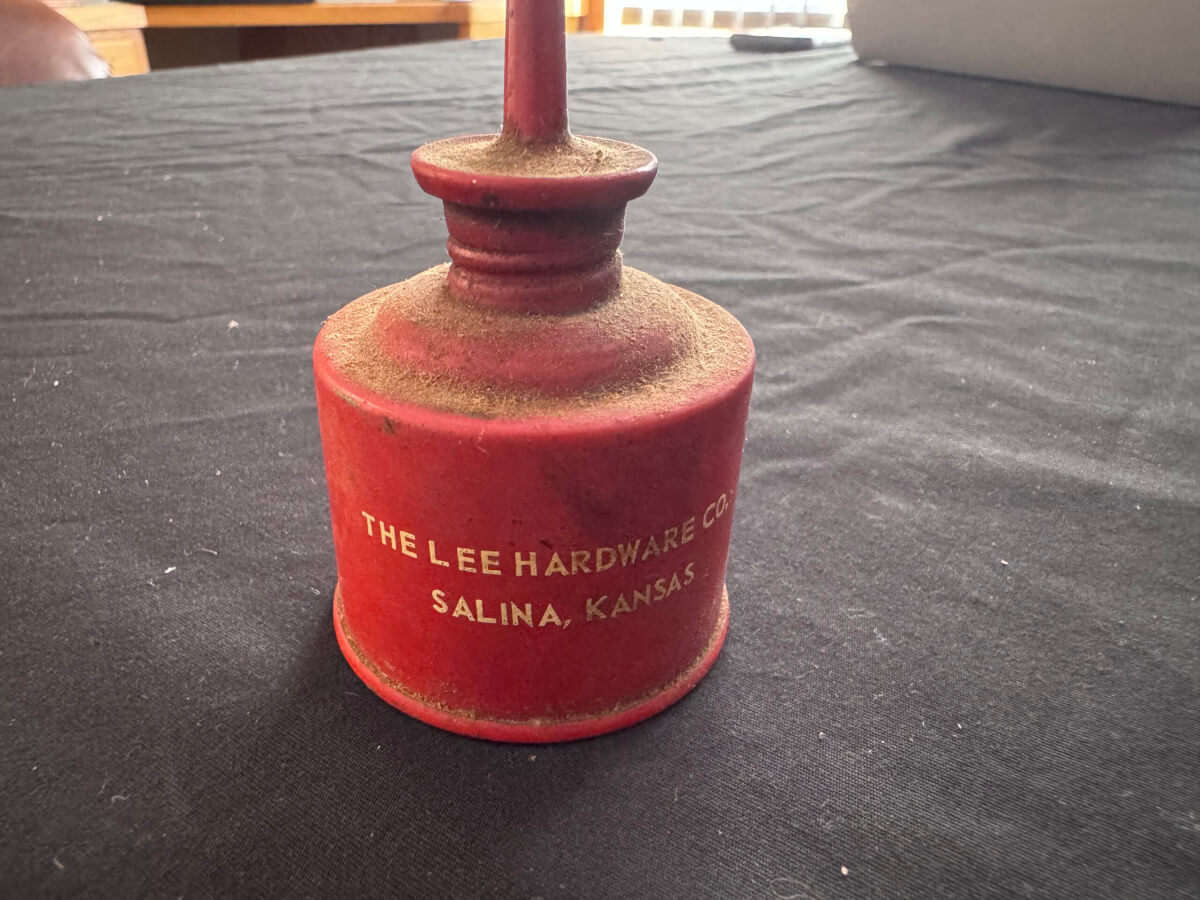 THE LEE HARDWARE CO.
SALINA, KANSAS